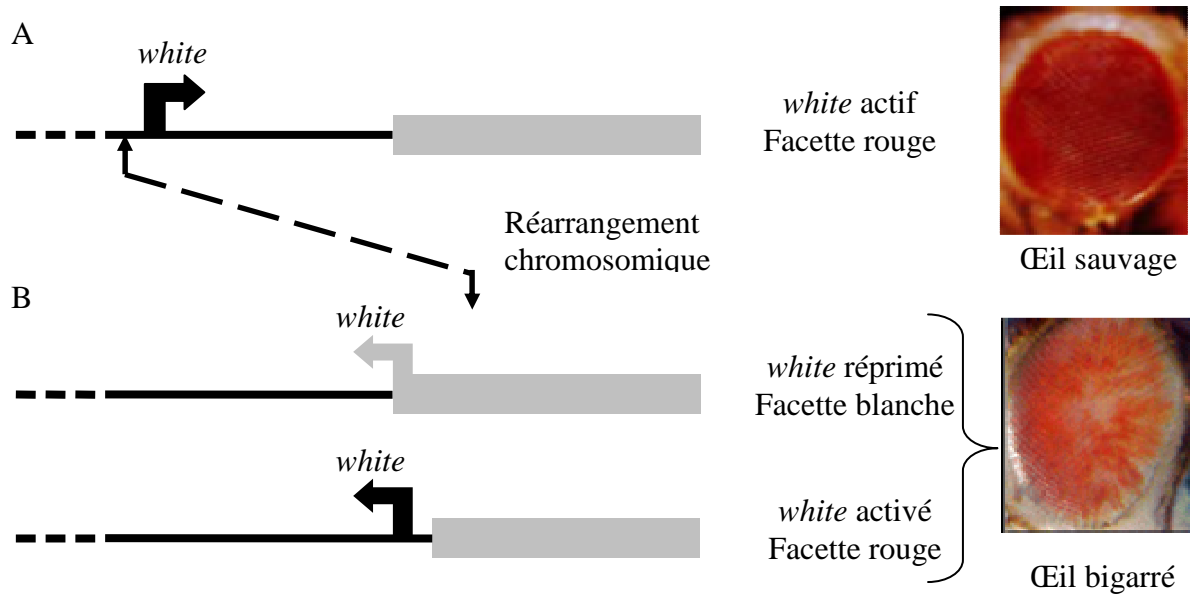 A
white
white actif
Facette rouge
Œil sauvage
Réarrangement
chromosomique
B
white
white réprimé
Facette blanche
white
white activé
Facette rouge
Œil bigarré